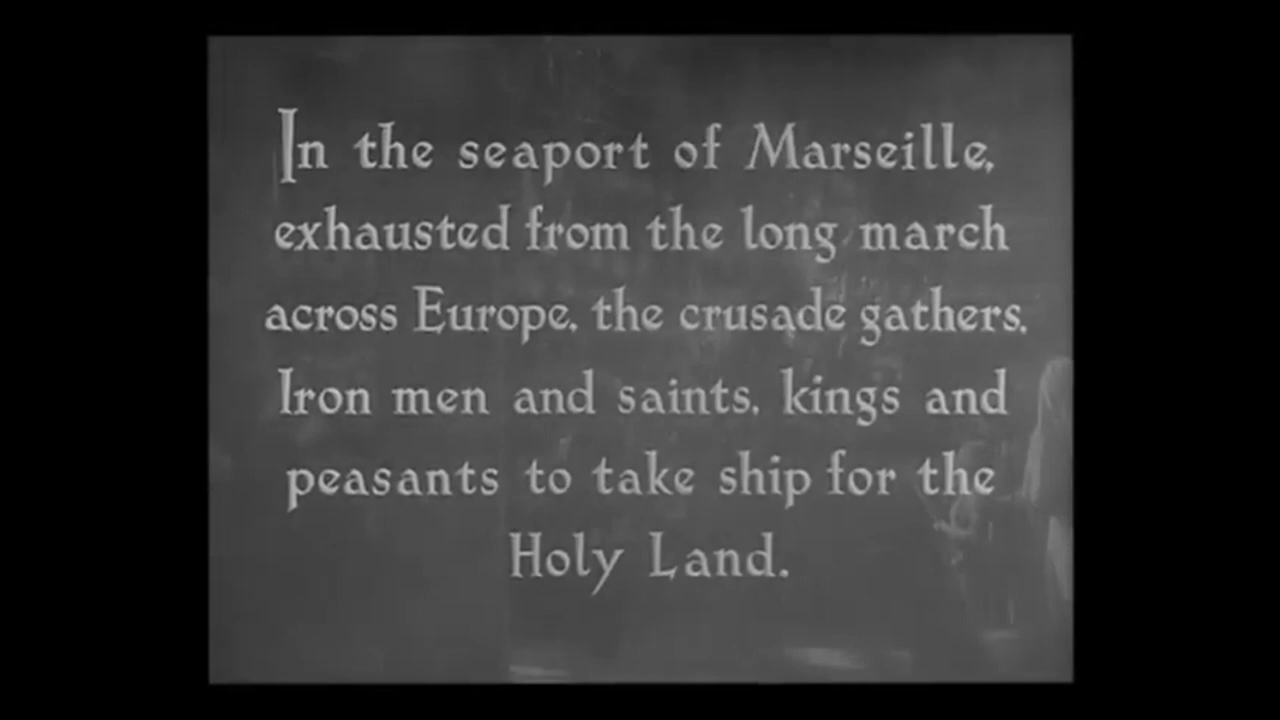 In the seaport of Marseille,
exhausted from the long march
across Europe, the crusade gathers.
Iron men and saints, kings and
peasants to take ship for the
Holy Land.